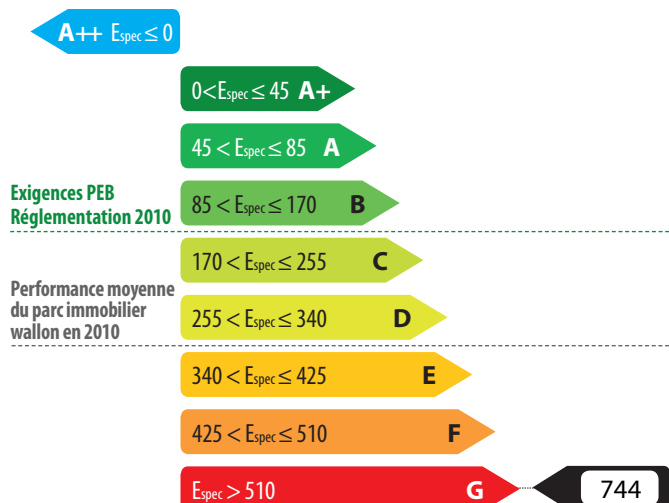 A++ Espec ≤ 0
0<Espec ≤ 45 A+
45 < Espec ≤ 85 A
Exigences PEB
Réglementation 2010
85 < Espec ≤ 170 B
170 < Espec ≤ 255 C
Performance moyenne
du parc immobilier
wallon en 2010
255 < Espec ≤ 340 D
340 < Espec ≤ 425 E
425 < Espec ≤ 510 F
Espec > 510 G 744